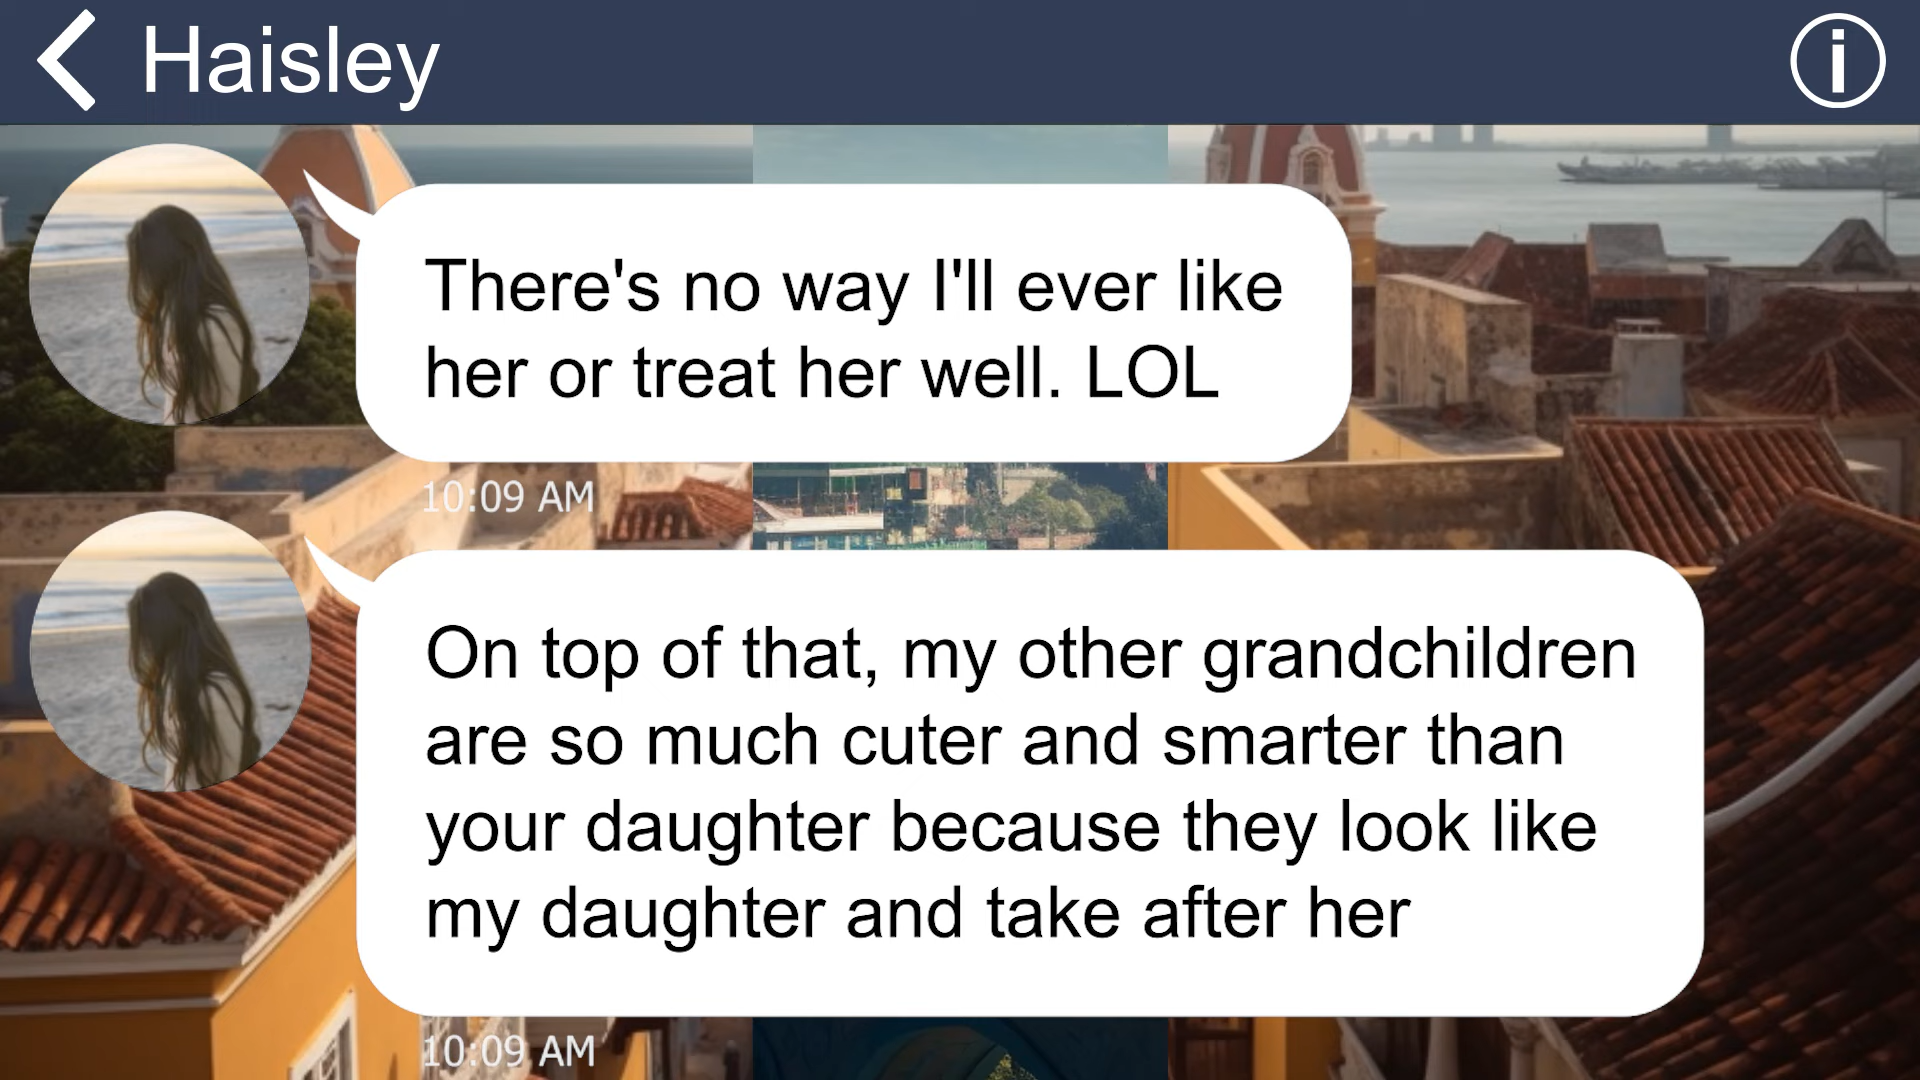 Haisley
There's no way I'll ever like
her or treat her well. LOL
10:09 AM
On top of that, my other grandchildren
are so much cuter and smarter than
your daughter because they look like
my daughter and take after her
10:09 AM